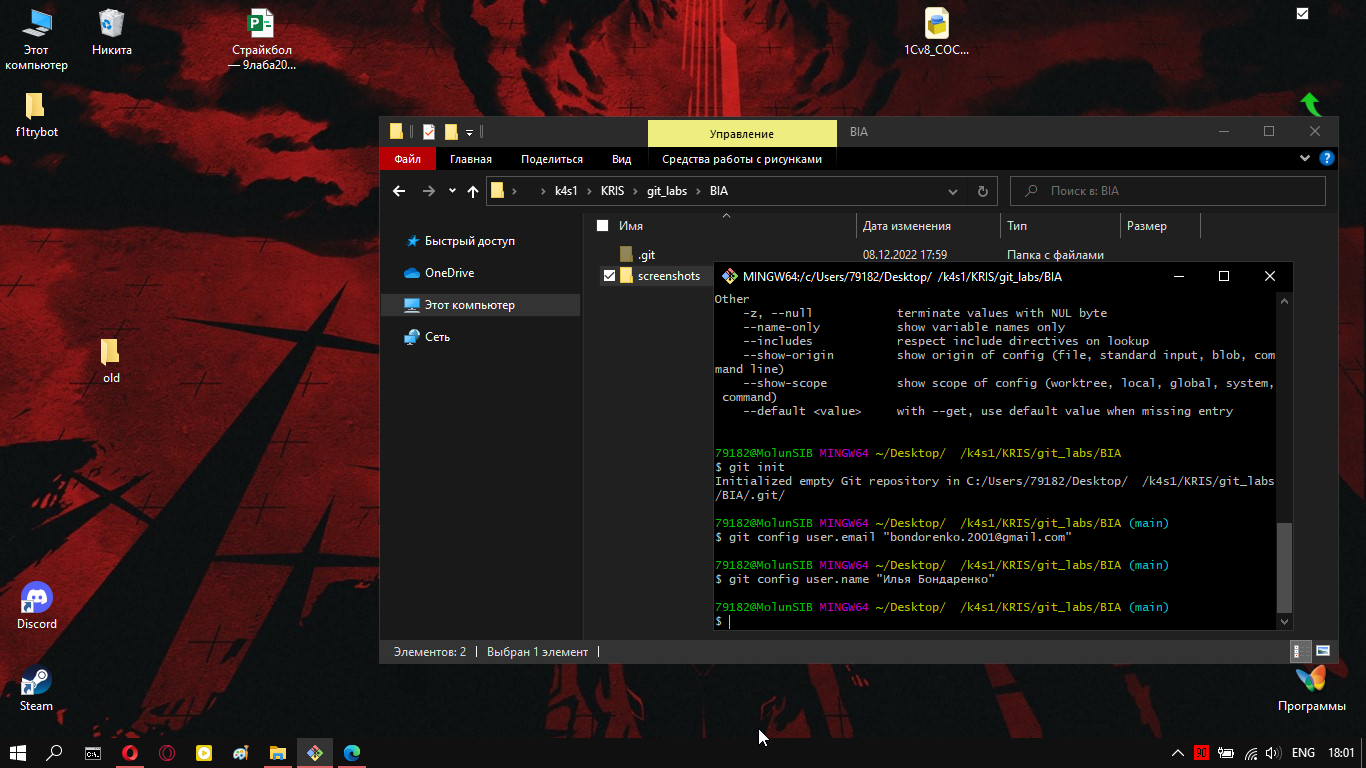 Этот
компьютер
Никита
Страйкбол
— 9лаба20...
1Cv8_СОС...
f1trybot
old
Discord
Steam
Программы
Управление
BIA
Файл
Главная
Поделиться
Вид
Средства работы с рисунками
k4s1
KRIS
git_labs
BIA
Поиск в: BIA
Быстрый доступ
OneDrive
Этот компьютер
Сеть
Имя
Дата изменения
Тип
Размер
.git
08.12.2022 17:59
Папка с файлами
screenshots
MINGW64:/c/Users/79182/Desktop/ /k4s1/KRIS/git_labs/BIA
Other
-z, --null terminate values with NUL byte
--name-only show variable names only
--includes respect include directives on lookup
--show-origin show origin of config (file, standard input, blob, com
mand line)
--show-scope show scope of config (worktree, local, global, system,
command)
--default <value> with --get, use default value when missing entry
79182@MolunSIB MINGW64 ~/Desktop/ /k4s1/KRIS/git_labs/BIA
$ git init
Initialized empty Git repository in C:/Users/79182/Desktop/ /k4s1/KRIS/git_labs
/BIA/.git/
79182@MolunSIB MINGW64 ~/Desktop/ /k4s1/KRIS/git_labs/BIA (main)
$ git config user.email "bondorenko.2001@gmail.com"
79182@MolunSIB MINGW64 ~/Desktop/ /k4s1/KRIS/git_labs/BIA (main)
$ git config user.name "Илья Бондаренко"
79182@MolunSIB MINGW64 ~/Desktop/ /k4s1/KRIS/git_labs/BIA (main)
$
Элементов: 2
Выбран 1 элемент
ENG
18:01